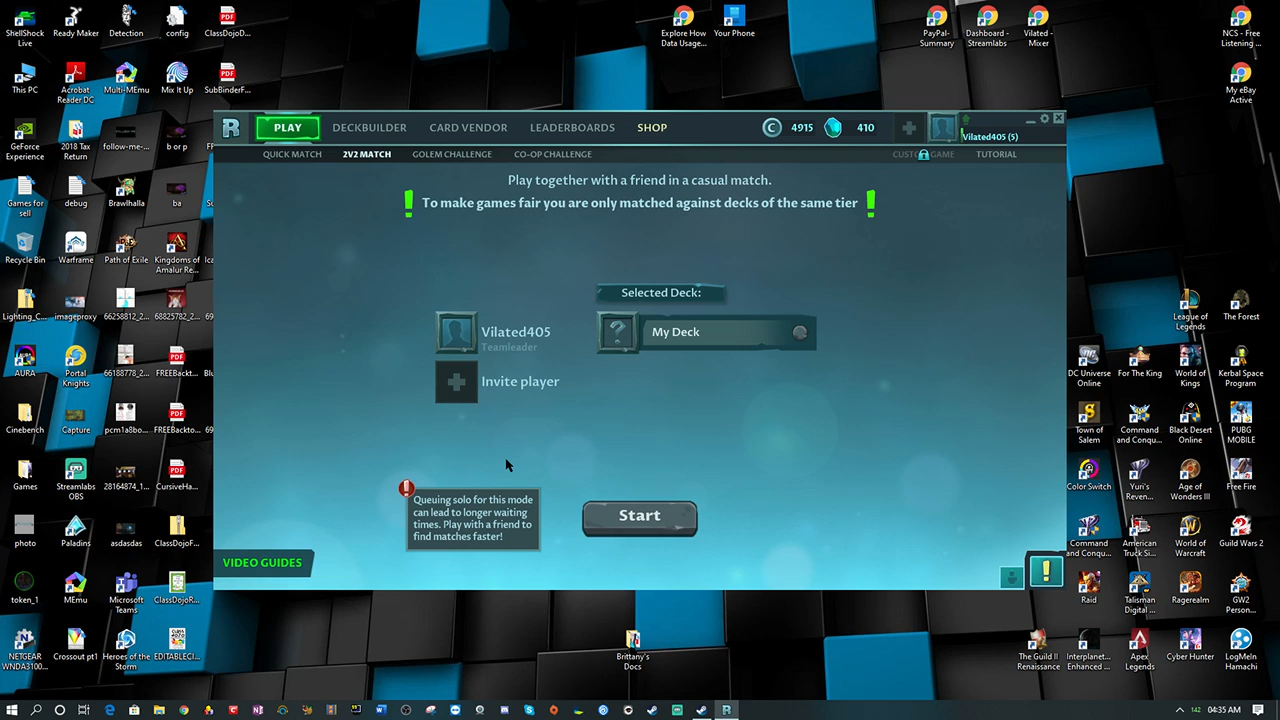 ShellShock Live
Ready Maker
Detection
config
ClassDojoD...
Explore How Data Usage...
Your Phone
PayPal- Summary
Dashboard - Streamlabs
Vilated - Mixer
NCS - Free Listening ...
This PC
Acrobat Reader DC
Multi-MEmu
Mix It Up
SubBinderF...
My eBay Active
PLAY
DECKBUILDER
CARD VENDOR
LEADERBOARDS
SHOP
4915
410
Vilated405 (5)
GeForce Experience
2018 Tax Return
follow-me-...
b or p
QUICK MATCH
2V2 MATCH
GOLEM CHALLENGE
CO-OP CHALLENGE
TUTORIAL
Play together with a friend in a casual match.
To make games fair you are only matched against decks of the same tier
Games for sell
debug
Brawlhalla
ba
Recycle Bin
Warframe
Path of Exile
Kingdoms of Amalur Re...
Selected Deck:
Vilated405
Teamleader
My Deck
Invite player
Lighting_C...
imageproxy
66258812_2...
68825782_2...
League of Legends
The Forest
AURA
Portal Knights
66188778_2...
FREEBackt...
DC Universe Online
For The King
World of Kings
Kerbal Space Program
Cinebench
Capture
pcm1a8bo...
FREEBackto...
Town of Salem
Command and Conqu...
Black Desert Online
PUBG MOBILE
Games
Streamlabs OBS
28164874_1...
CursiveHa...
Color Switch
Yuri's Reven...
Age of Wonders III
Free Fire
Queuing solo for this mode
can lead to longer waiting
times. Play with a friend to
find matches faster!
Start
photo
Paladins
asdasdas
ClassDojoF...
Command and Conqu...
American Truck Si...
World of Warcraft
Guild Wars 2
VIDEO GUIDES
token_1
MEmu
Microsoft Teams
ClassDojoR...
Raid
Talisman Digital ...
Ragerealm
GW2 Person...
NETGEAR WNDA3100...
Crossout pt1
Heroes of the Storm
EDITABLECl...
Brittany's Docs
The Guild II Renaissance
Interplanet... Enhanced ...
Apex Legends
Cyber Hunter
LogMeIn Hamachi
142
04:35 AM